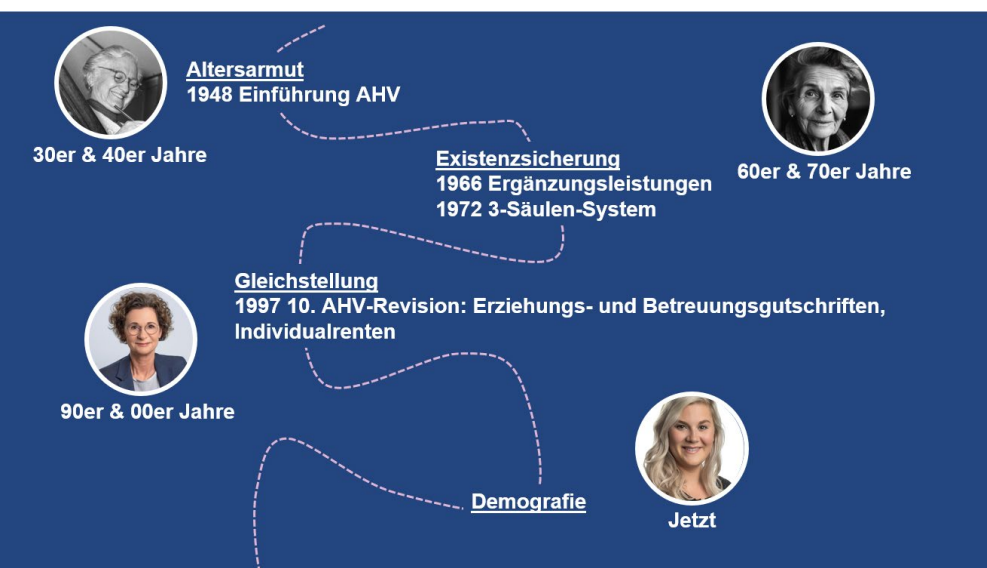 Altersarmut
1948 Einführung AHV
30er & 40er Jahre
Existenzsicherung
1966 Ergänzungsleistungen
1972 3-Säulen-System
60er & 70er Jahre
Gleichstellung
1997 10. AHV-Revision: Erziehungs- und Betreuungsgutschriften,
Individualrenten
90er & 00er Jahre
Demografie
Jetzt